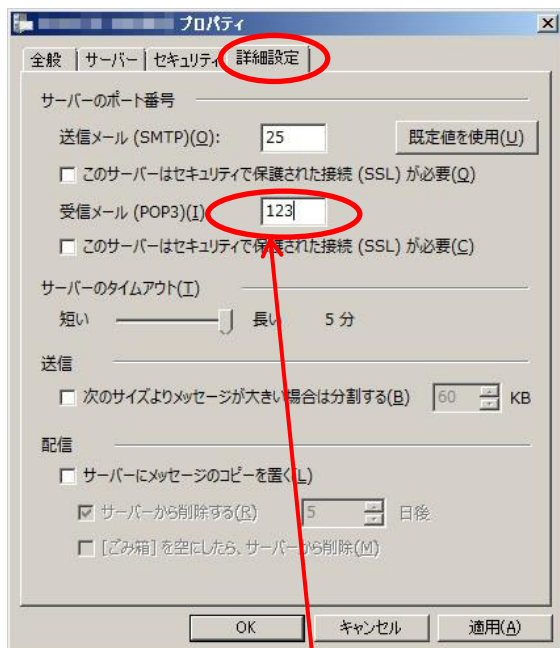 プロパティ
全般 サーバー セキュリティ 詳細設定
サーバーのポート番号
送信メール (SMTP)(O): 25 既定値を使用(U)
このサーバーはセキュリティで保護された接続 (SSL) が必要(Q)
受信メール (POP3)(I) 123
このサーバーはセキュリティで保護された接続 (SSL) が必要(C)
サーバーのタイムアウト(T)
短い 長い 5 分
送信
次のサイズよりメッセージが大きい場合は分割する(B) 60 KB
配信
サーバーにメッセージのコピーを置く(L)
サーバーから削除する(R) 5 日後
[ごみ箱] を空にしたら、サーバーから削除(M)
OK キャンセル 適用(A)